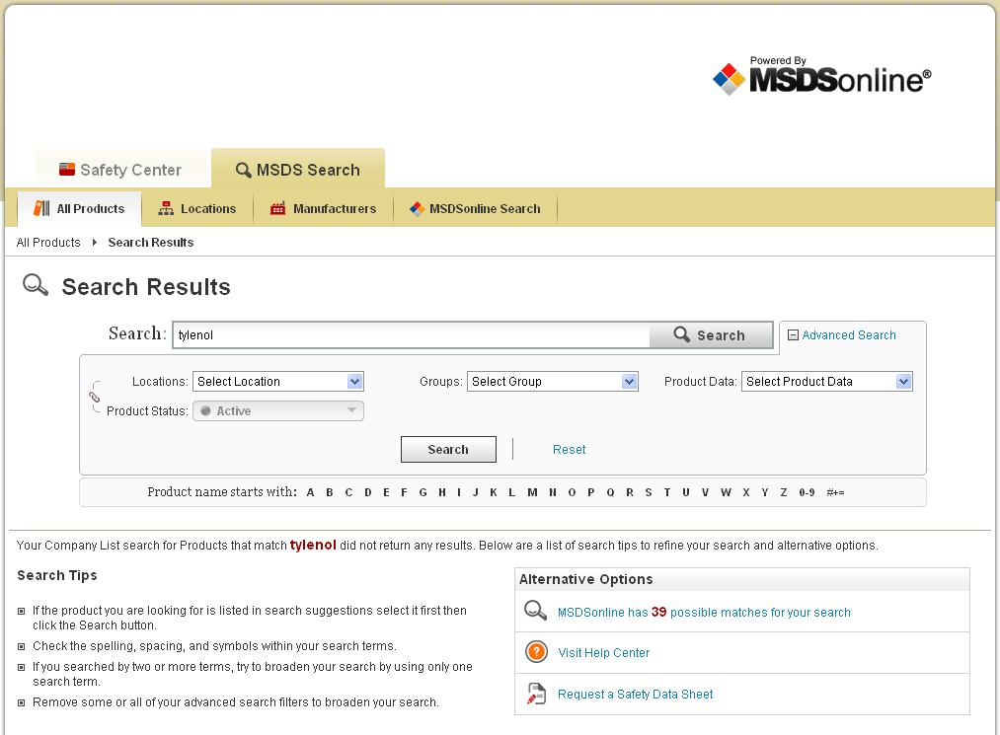 Powered By
MSDSonline®
Safety Center
MSDS Search
All Products
Locations
Manufacturers
MSDSonline Search
All Products
Search Results
Search Results
Search:
tylenol
Search
Advanced Search
Locations:
Select Location
Groups:
Select Group
Product Data:
Select Product Data
Product Status:
Active
Search
Reset
Product name starts with: A B C D E F G H I J K L M N O P Q R S T U V W X Y Z 0-9 #+=
Your Company List search for Products that match tylenol did not return any results. Below are a list of search tips to refine your search and alternative options.
Search Tips
If the product you are looking for is listed in search suggestions select it first then
click the Search button.
Check the spelling, spacing, and symbols within your search terms.
If you searched by two or more terms, try to broaden your search by using only one
search term.
Remove some or all of your advanced search filters to broaden your search.
Alternative Options
MSDSonline has 39 possible matches for your search
Visit Help Center
Request a Safety Data Sheet